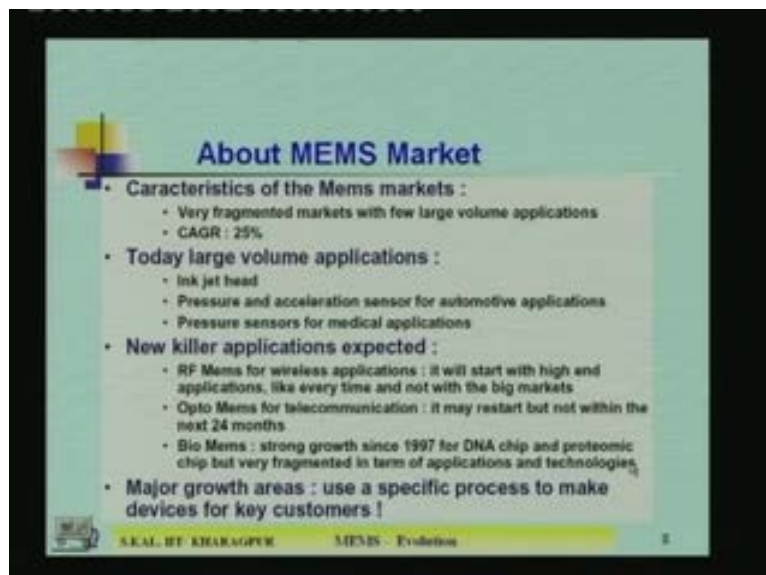 About MEMS Market
• Caracteristics of the Mems markets :
• Very fragmented markets with few large volume applications
• CAGR : 25%
• Today large volume applications :
• Ink jet head
• Pressure and acceleration sensor for automotive applications
• Pressure sensors for medical applications
• New killer applications expected :
• RF Mems for wireless applications : it will start with high end
applications, like every time and not with the big markets
• Opto Mems for telecommunication : it may restart but not within the
next 24 months
• Bio Mems : strong growth since 1997 for DNA chip and proteomic
chip but very fragmented in term of applications and technologies
• Major growth areas : use a specific process to make
devices for key customers !
S.KAL, IIT- KHARAGPUR MEMS - Evolution